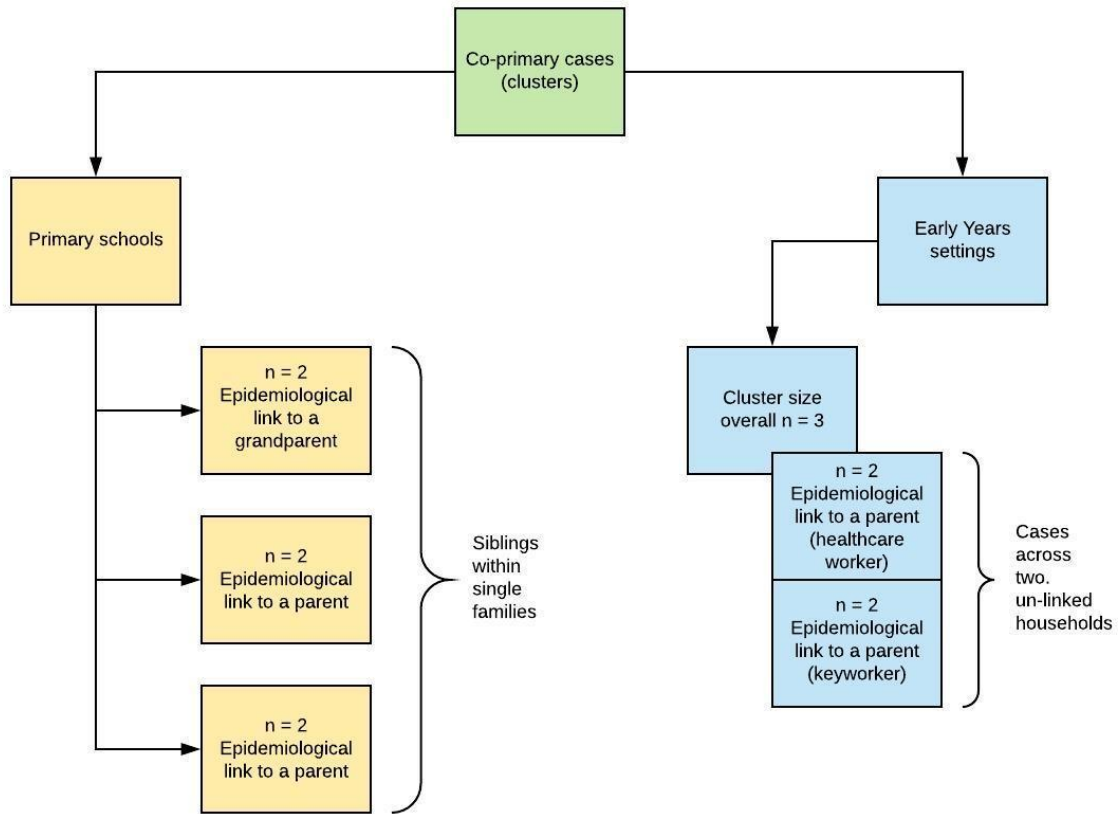 Co-primary cases
(clusters)
Primary schools
Early Years
settings
n = 2
Epidemiological
link to a
grandparent
n = 2
Epidemiological
link to a parent
n = 2
Epidemiological
link to a parent
Siblings
within
single
families
Cluster size
overall n = 3
n = 2
Epidemiological
link to a parent
(healthcare
worker)
n = 2
Epidemiological
link to a parent
(keyworker)
Cases
across
two.
un-linked
households